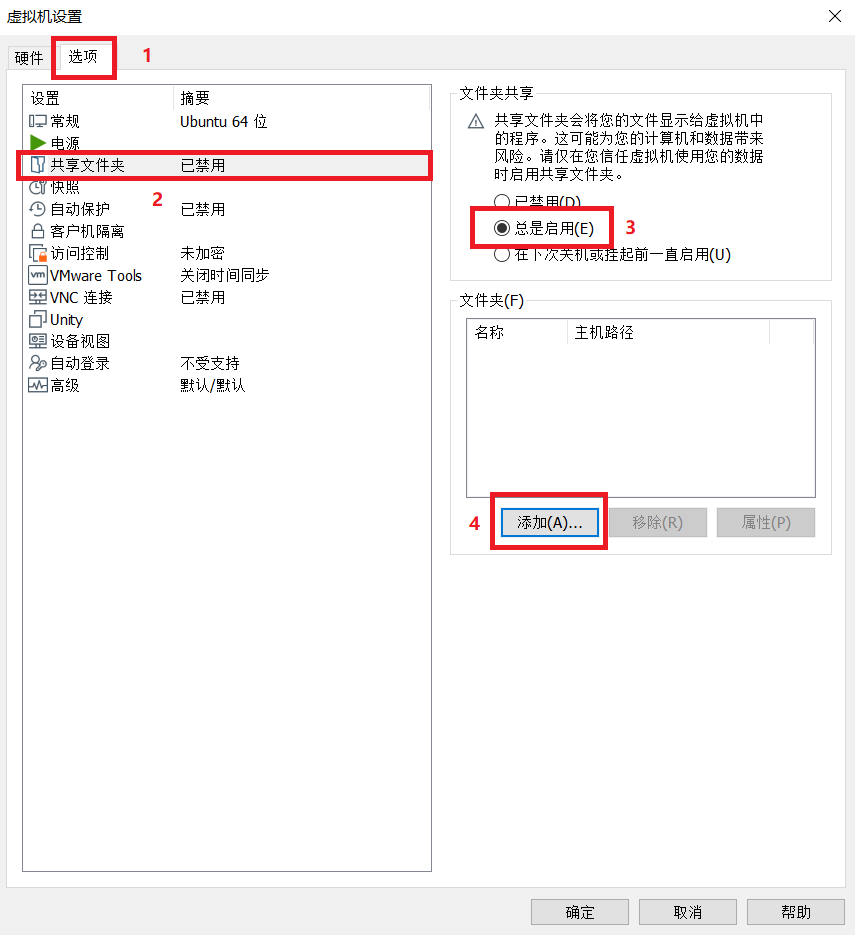 虚拟机设置
硬件 选项 1
设置 摘要
常规 Ubuntu 64 位
电源
共享文件夹 已禁用
快照
2
自动保护 已禁用
客户机隔离
访问控制 未加密
VMware Tools 关闭时间同步
VNC 连接 已禁用
Unity
设备视图
自动登录 不受支持
高级 默认/默认
文件夹共享
共享文件夹会将您的文件显示给虚拟机中
的程序。这可能为您的计算机和数据带来
风险。请仅在您信任虚拟机使用您的数据
时启用共享文件夹。
已禁用(D)
总是启用(E) 3
在下次关机或挂起前一直启用(U)
文件夹(F)
名称 主机路径
4 添加(A)... 移除(R) 属性(P)
确定 取消 帮助